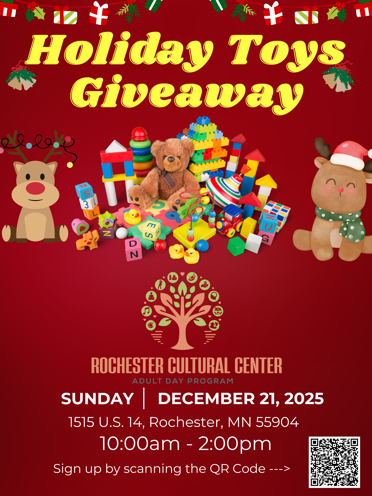 Holiday Toys
Giveaway
ROCHESTER CULTURAL CENTER
ADULT DAY PROGRAM
SUNDAY | DECEMBER 21, 2025
1515 U.S. 14, Rochester, MN 55904
10:00am - 2:00pm
Sign up by scanning the QR Code --->